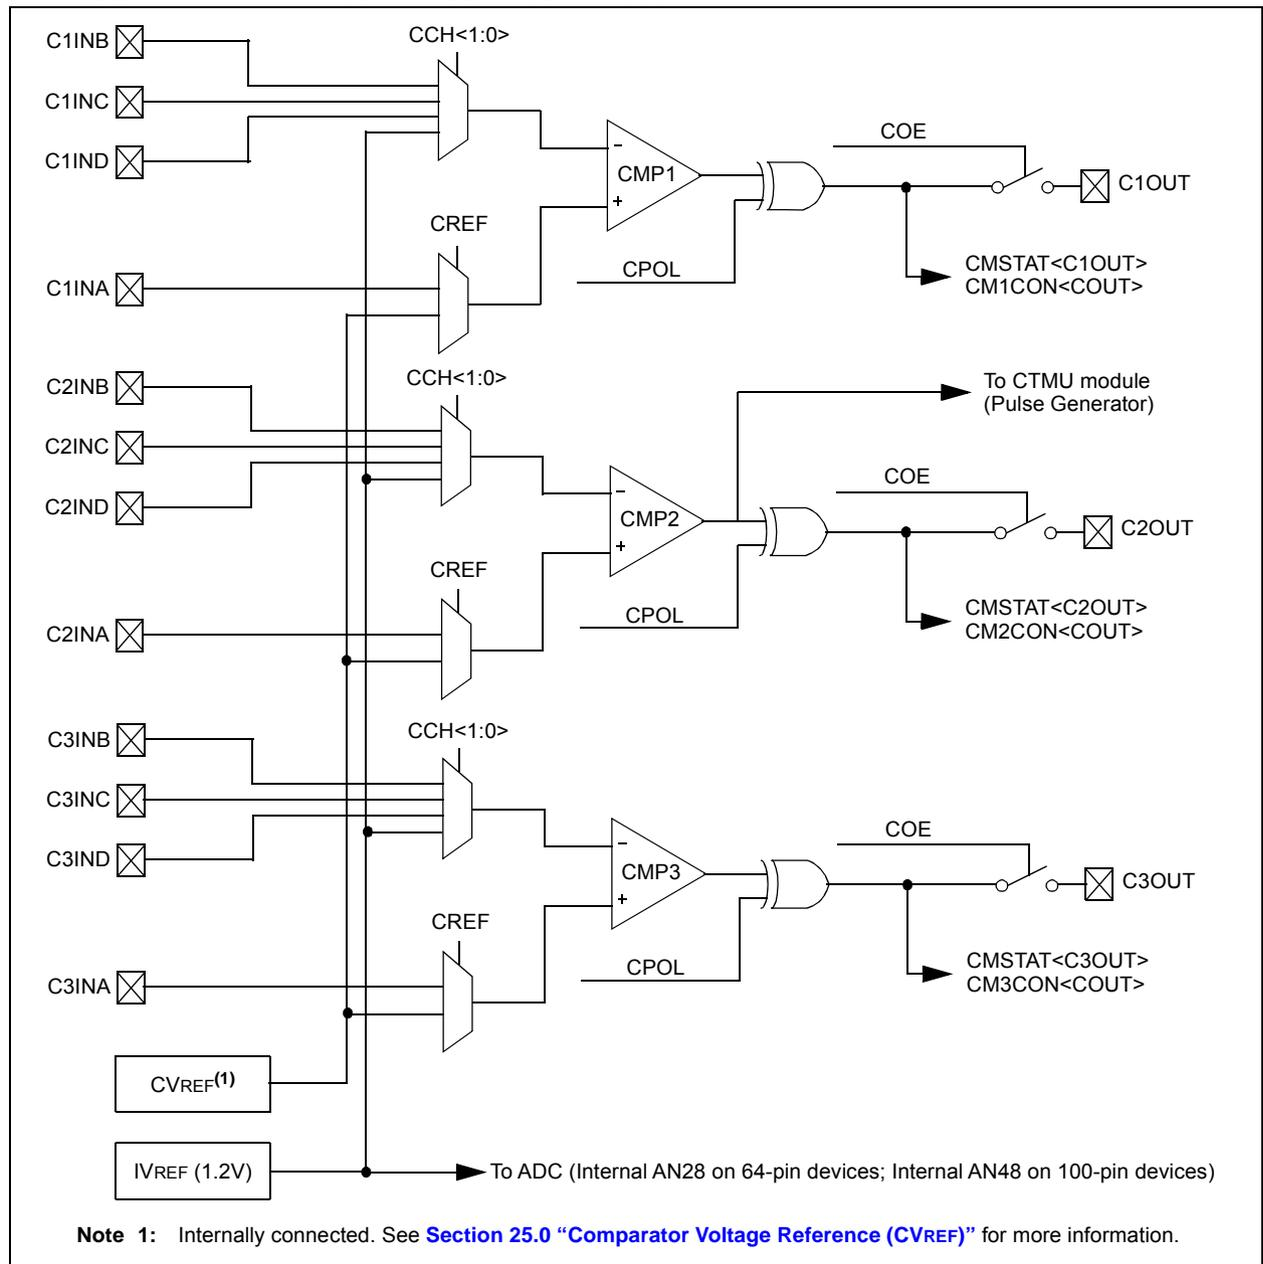 CCH<1:0>
C1INB
C1INC
C1IND
COE
–
CMP1
+
C1OUT
CREF
CPOL
CMSTAT<C1OUT>
CM1CON<COUT>
C1INA
CCH<1:0>
To CTMU module
(Pulse Generator)
C2INB
C2INC
C2IND
COE
–
CMP2
+
C2OUT
CREF
CPOL
CMSTAT<C2OUT>
CM2CON<COUT>
C2INA
CCH<1:0>
C3INB
C3INC
C3IND
COE
–
CMP3
+
C3OUT
CREF
CPOL
CMSTAT<C3OUT>
CM3CON<COUT>
C3INA
CVREF(1)
IVREF (1.2V)
To ADC (Internal AN28 on 64-pin devices; Internal AN48 on 100-pin devices)
Note 1: Internally connected. See Section 25.0 “Comparator Voltage Reference (CVREF)” for more information.